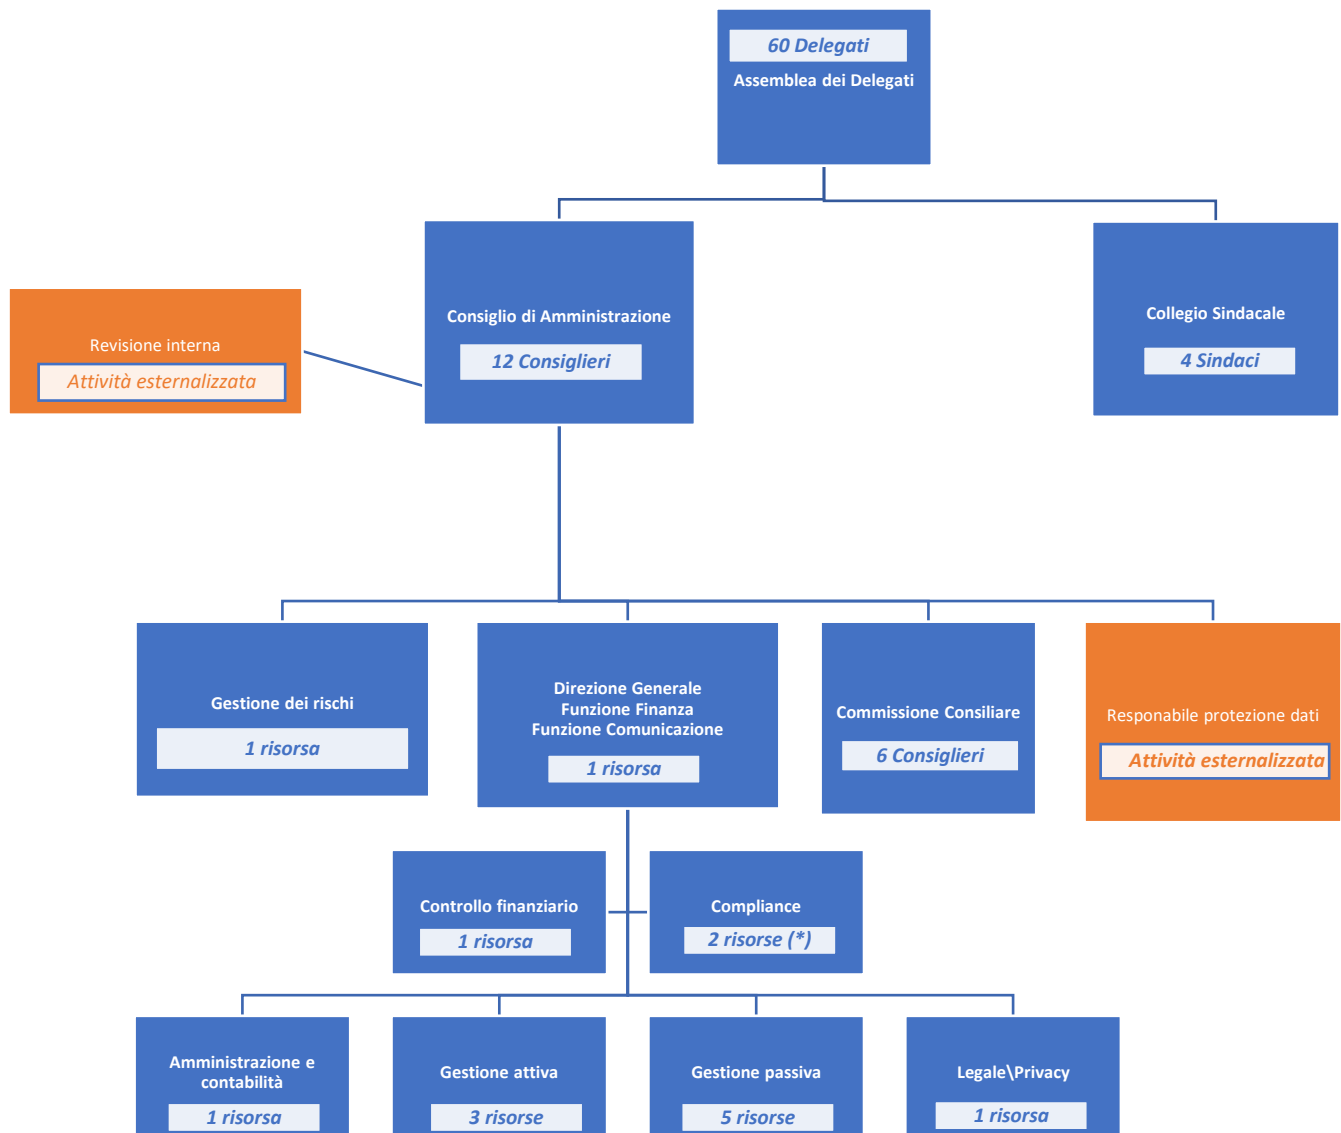 60 Delegati
Assemblea dei Delegati
Consiglio di Amministrazione
12 Consiglieri
Collegio Sindacale
4 Sindaci
Revisione interna
Attività esternalizzata
Gestione dei rischi
1 risorsa
Direzione Generale
Funzione Finanza
Funzione Comunicazione
1 risorsa
Commissione Consiliare
6 Consiglieri
Responabile protezione dati
Attività esternalizzata
Controllo finanziario
1 risorsa
Compliance
2 risorse (*)
Amministrazione e
contabilità
1 risorsa
Gestione attiva
3 risorse
Gestione passiva
5 risorse
Legale\Privacy
1 risorsa